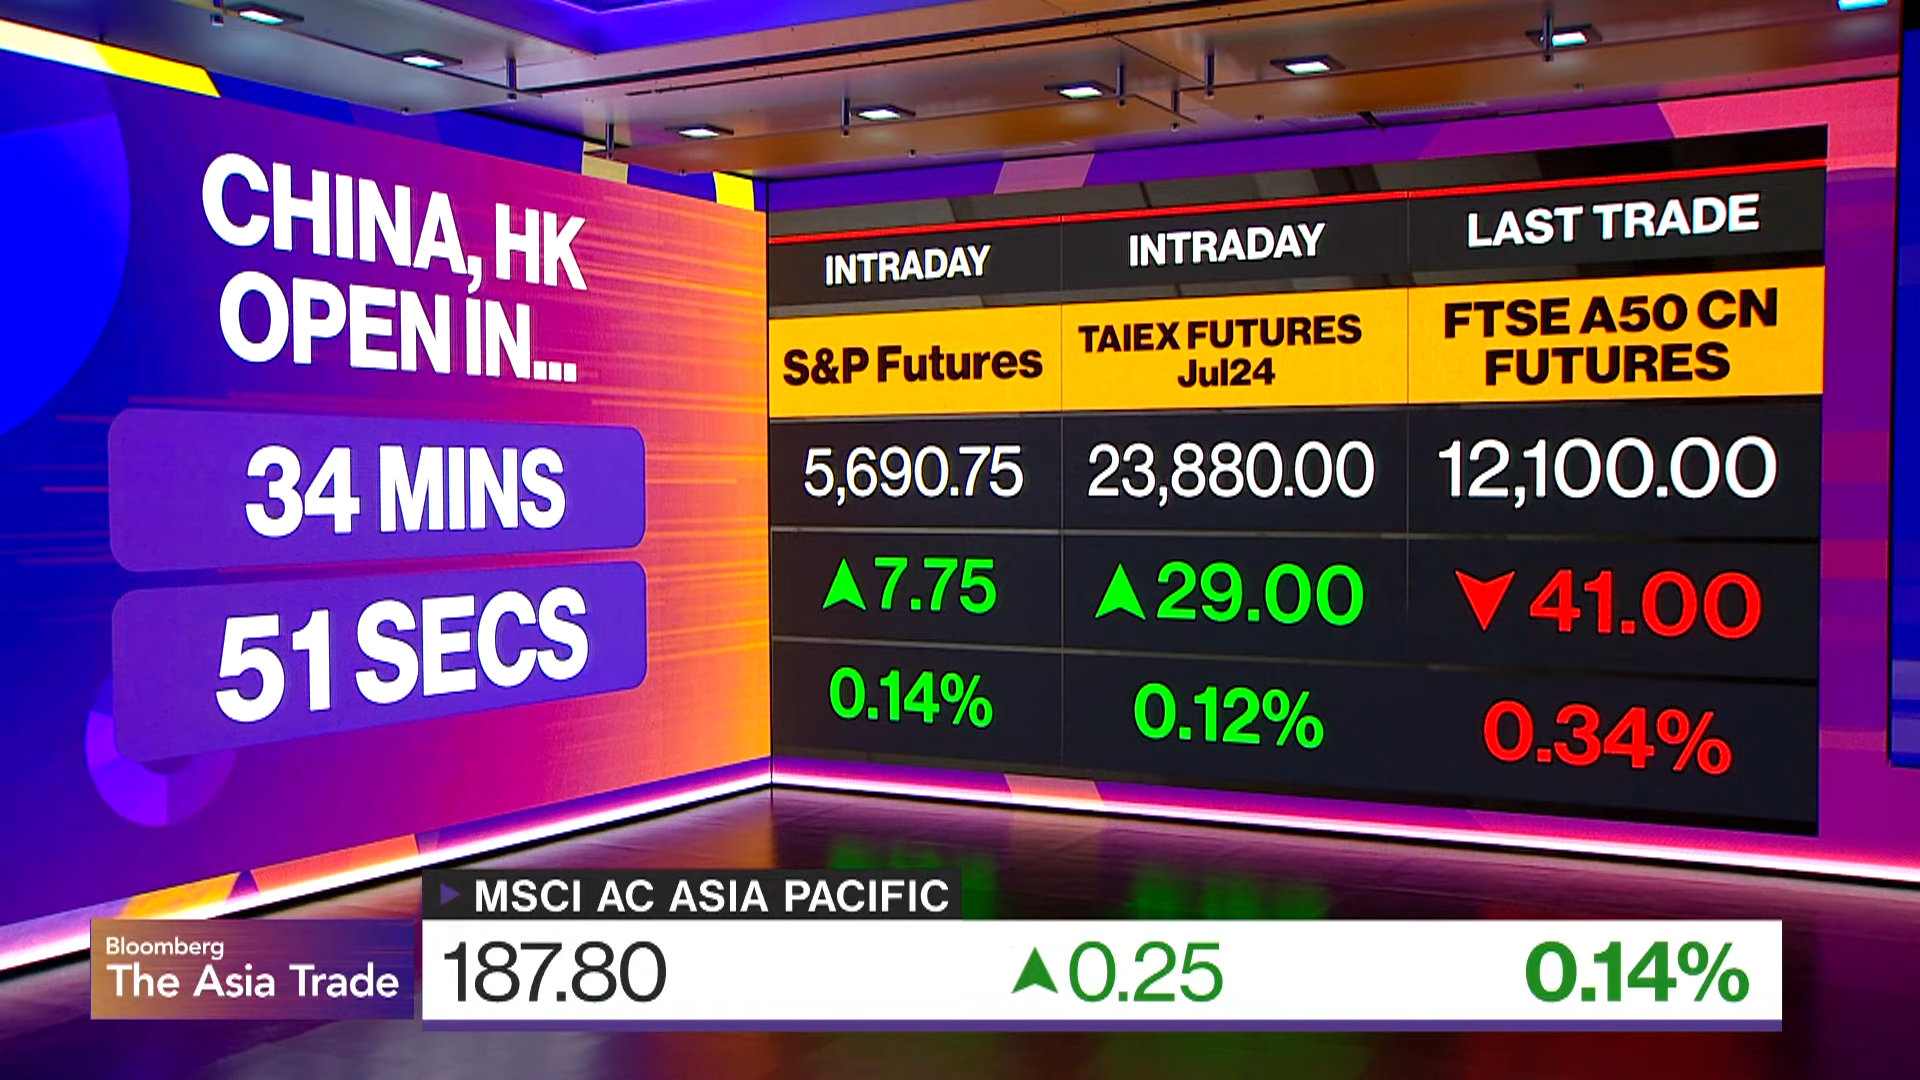 CHINA, HK
OPEN IN...
34 MINS
51 SECS
INTRADAY INTRADAY LAST TRADE
S&P Futures TAIEX FUTURES Jul24 FTSE A50 CN FUTURES
5,690.75 23,880.00 12,100.00
▲7.75 ▲29.00 ▼41.00
0.14% 0.12% 0.34%
MSCI AC ASIA PACIFIC
Bloomberg
The Asia Trade
187.80 ▲0.25 0.14%